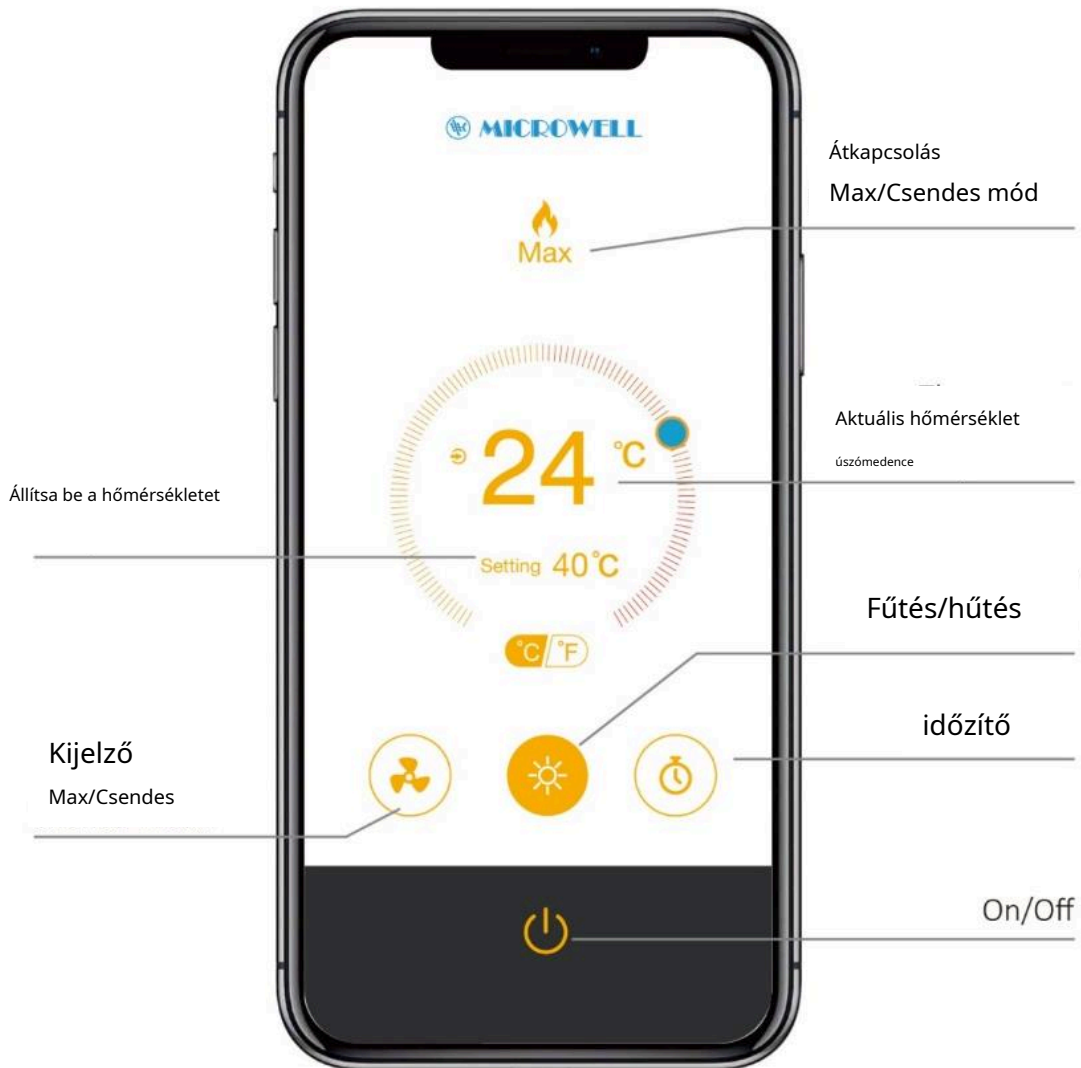 MICROWELL
Átkapcsolás
Max/Csendes mód
Max
Aktuális hőmérséklet
úszómedence
24 °C
Állítsa be a hőmérsékletet
Setting 40°C
Fűtés/hűtés
°C/°F
időzítő
Kijelző
Max/Csendes
On/Off